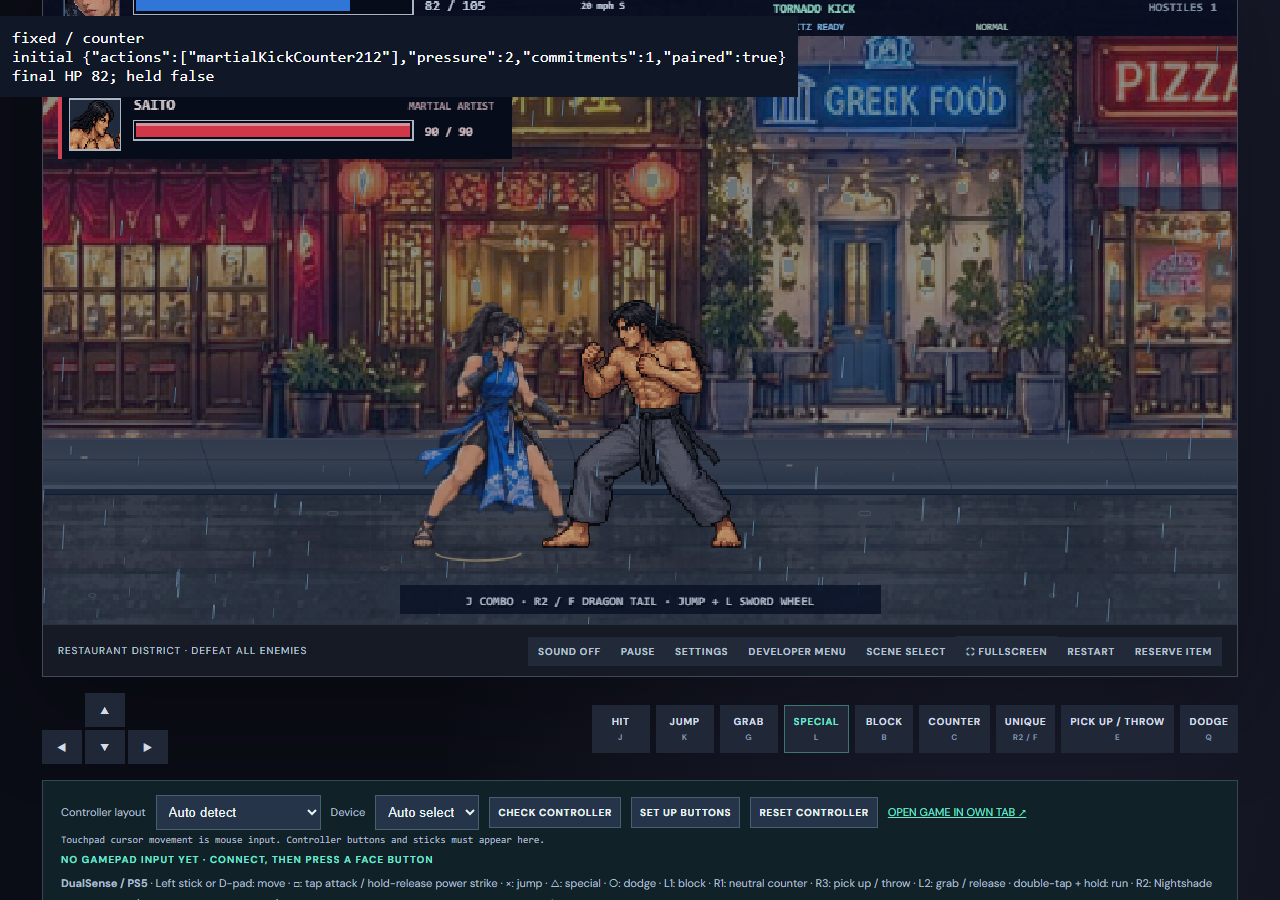 82 / 105
20 mph S
TORNADO KICK
HOSTILES 1
TZ READY
NORMAL
fixed / counter
initial {"actions":["martialKickCounter212"],"pressure":2,"commitments":1,"paired":true}
final HP 82; held false
SAITO
MARTIAL ARTIST
90 / 90
GREEK FOOD
PIZZA
J COMBO · R2 / F DRAGON TAIL · JUMP + L SWORD WHEEL
RESTAURANT DISTRICT · DEFEAT ALL ENEMIES
SOUND OFF
PAUSE
SETTINGS
DEVELOPER MENU
SCENE SELECT
FULLSCREEN
RESTART
RESERVE ITEM
HIT
J
JUMP
K
GRAB
G
SPECIAL
L
BLOCK
B
COUNTER
C
UNIQUE
R2 / F
PICK UP / THROW
E
DODGE
Q
Controller layout
Auto detect
Device
Auto select
CHECK CONTROLLER
SET UP BUTTONS
RESET CONTROLLER
OPEN GAME IN OWN TAB ↗
Touchpad cursor movement is mouse input. Controller buttons and sticks must appear here.
NO GAMEPAD INPUT YET · CONNECT, THEN PRESS A FACE BUTTON
DualSense / PS5 · Left stick or D-pad: move · □: tap attack / hold-release power strike · ×: jump · △: special · ○: dodge · L1: block · R1: neutral counter · R3: pick up / throw · L2: grab / release · double-tap + hold: run · R2: Nightshade